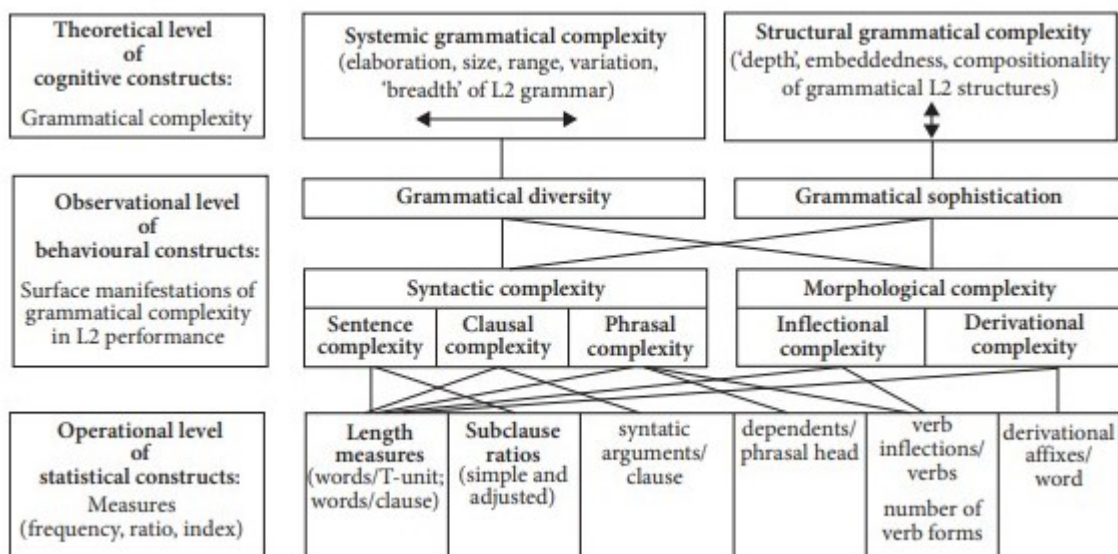 Theoretical level
of
cognitive constructs:
Grammatical complexity
Systemic grammatical complexity
(elaboration, size, range, variation,
‘breadth’ of L2 grammar)
Structural grammatical complexity
(‘depth’, embeddedness, compositionality
of grammatical L2 structures)
Observational level
of
behavioural constructs:
Surface manifestations of
grammatical complexity
in L2 performance
Grammatical diversity
Grammatical sophistication
Syntactic complexity
Morphological complexity
Sentence
complexity
Clausal
complexity
Phrasal
complexity
Inflectional
complexity
Derivational
complexity
Operational level
of
statistical constructs:
Measures
(frequency, ratio, index)
Length
measures
(words/T-unit;
words/clause)
Subclause
ratios
(simple and
adjusted)
syntatic
arguments/
clause
dependents/
phrasal head
verb
inflections/
verbs
number of
verb forms
derivational
affixes/
word